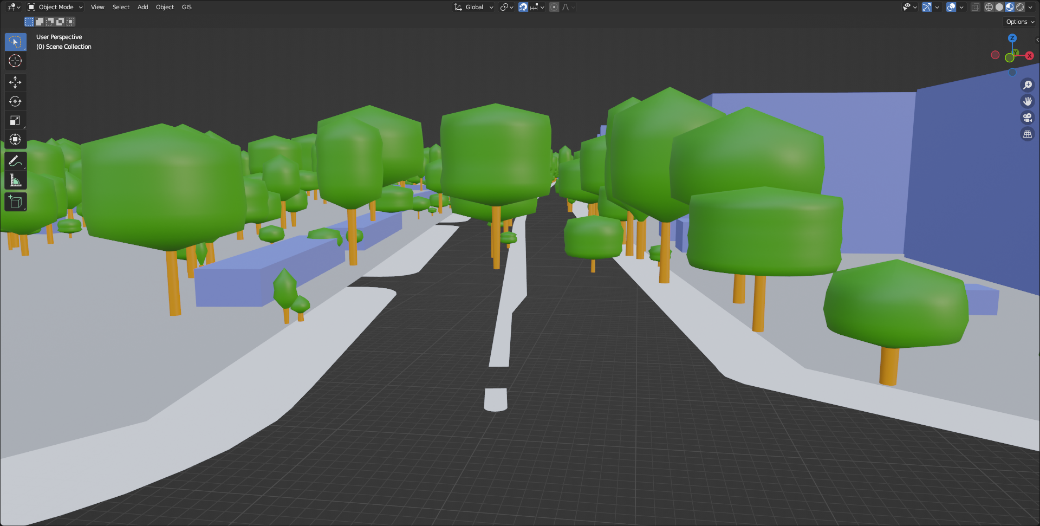 Object Mode View Select Add Object GIS Global
Options
User Perspective
(0) Scene Collection
Z
X
Y